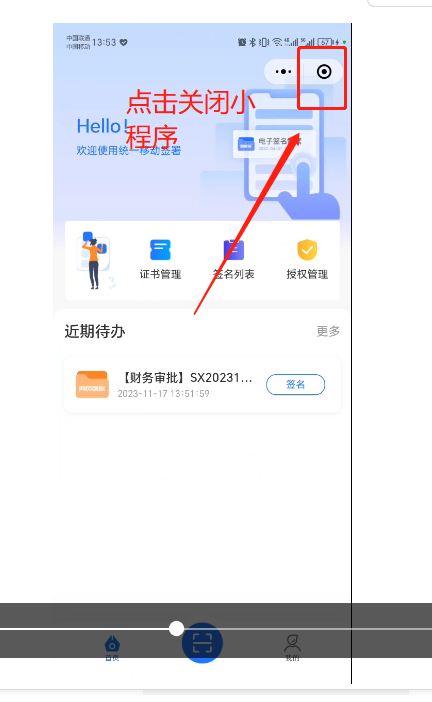 中国联通
中国移动
13:53
67
点击关闭小
程序
Hello!
欢迎使用统一移动签署
电子签名
证书管理
签名列表
授权管理
近期待办
更多
【财务审批】SX20231...
2023-11-17 13:51:59
签名
首页
我的